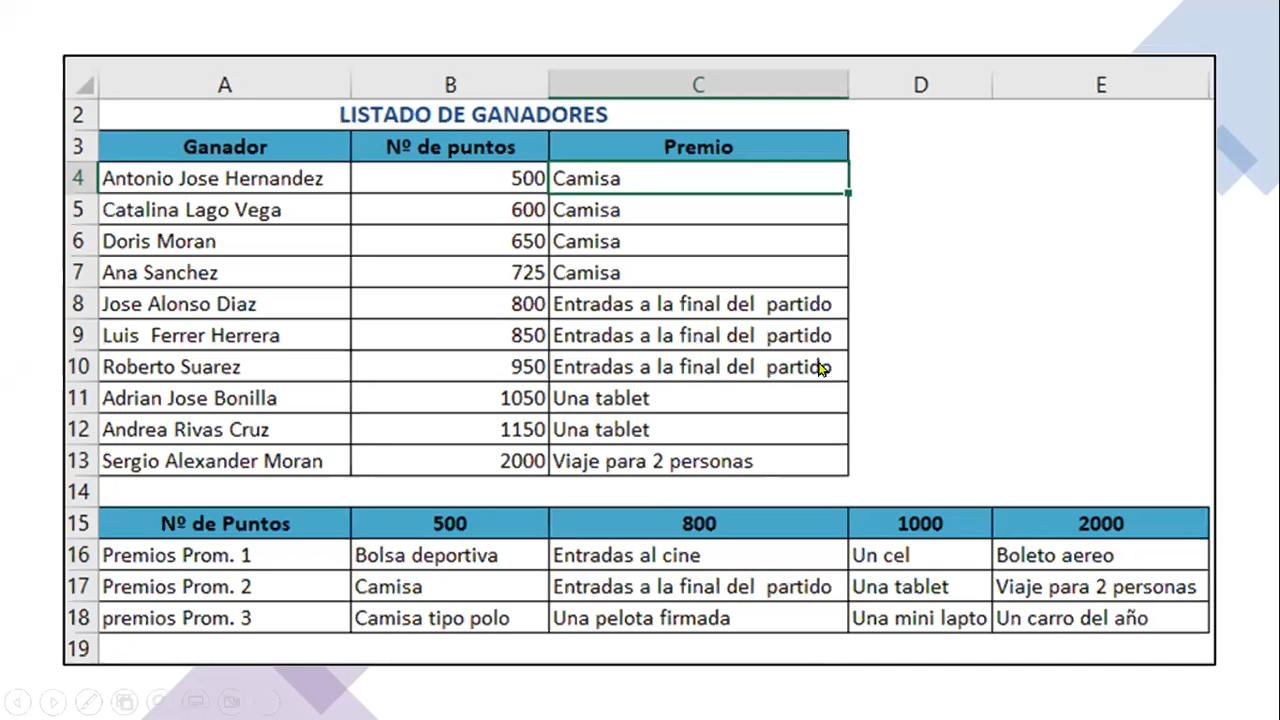 A B C D E
2 LISTADO DE GANADORES
3 Ganador Nº de puntos Premio
4 Antonio Jose Hernandez 500 Camisa
5 Catalina Lago Vega 600 Camisa
6 Doris Moran 650 Camisa
7 Ana Sanchez 725 Camisa
8 Jose Alonso Diaz 800 Entradas a la final del partido
9 Luis Ferrer Herrera 850 Entradas a la final del partido
10 Roberto Suarez 950 Entradas a la final del partido
11 Adrian Jose Bonilla 1050 Una tablet
12 Andrea Rivas Cruz 1150 Una tablet
13 Sergio Alexander Moran 2000 Viaje para 2 personas
14
15 Nº de Puntos 500 800 1000 2000
16 Premios Prom. 1 Bolsa deportiva Entradas al cine Un cel Boleto aereo
17 Premios Prom. 2 Camisa Entradas a la final del partido Una tablet Viaje para 2 personas
18 premios Prom. 3 Camisa tipo polo Una pelota firmada Una mini lapto Un carro del año
19